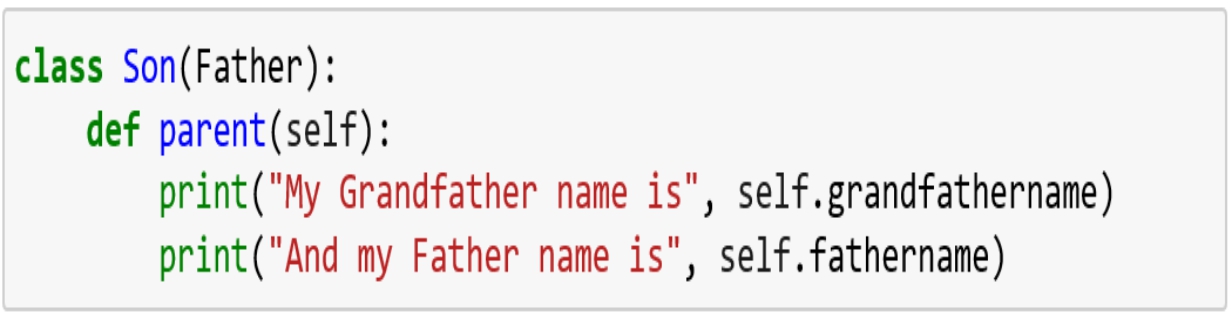 class Son(Father):
    def parent(self):
        print("My Grandfather name is", self.grandfathername)
        print("And my Father name is", self.fathername)